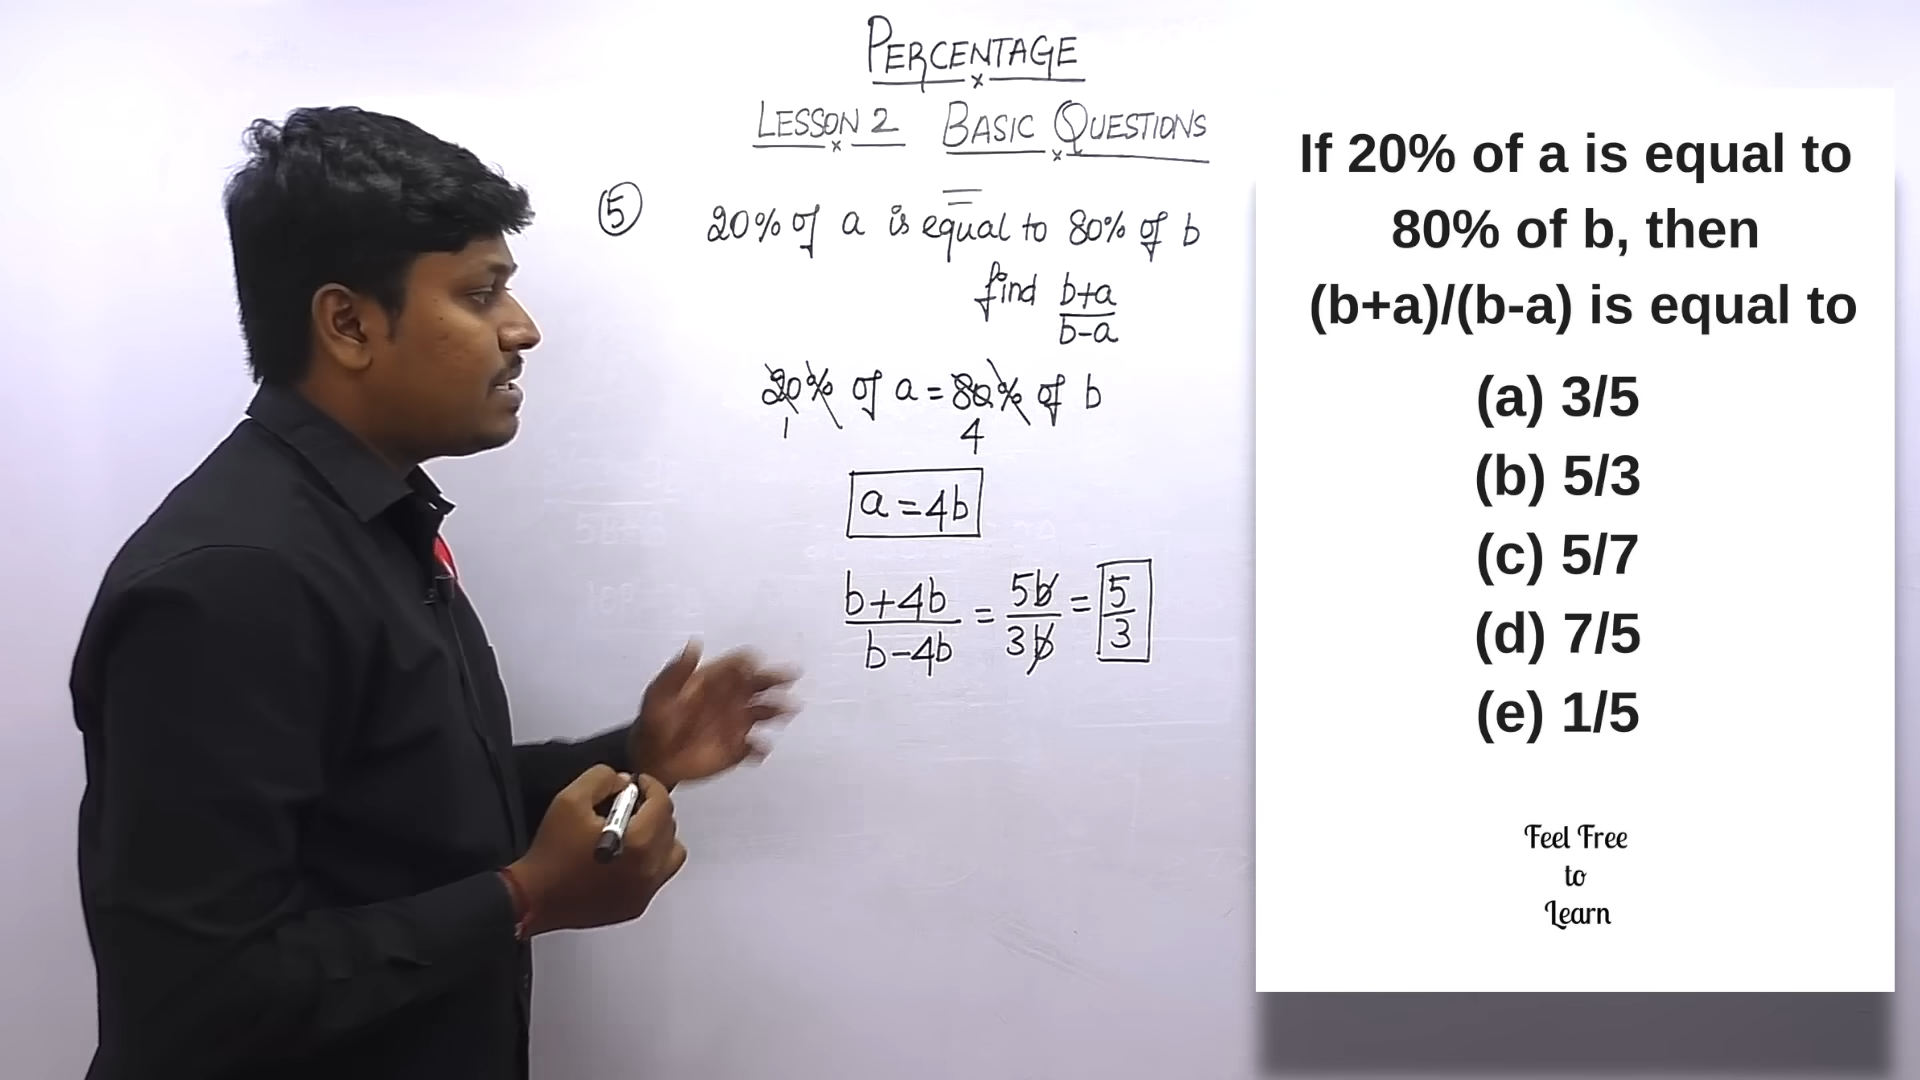 PERCENTAGE
LESSON 2 BASIC QUESTIONS
5 20% of a is equal to 80% of b
find b+a
b-a
20% of a = 80% of b
1 4
a = 4b
b+4b = 5b = 5
b-4b 3b 3
If 20% of a is equal to
80% of b, then
(b+a)/(b-a) is equal to
(a) 3/5
(b) 5/3
(c) 5/7
(d) 7/5
(e) 1/5
Feel Free
to
Learn